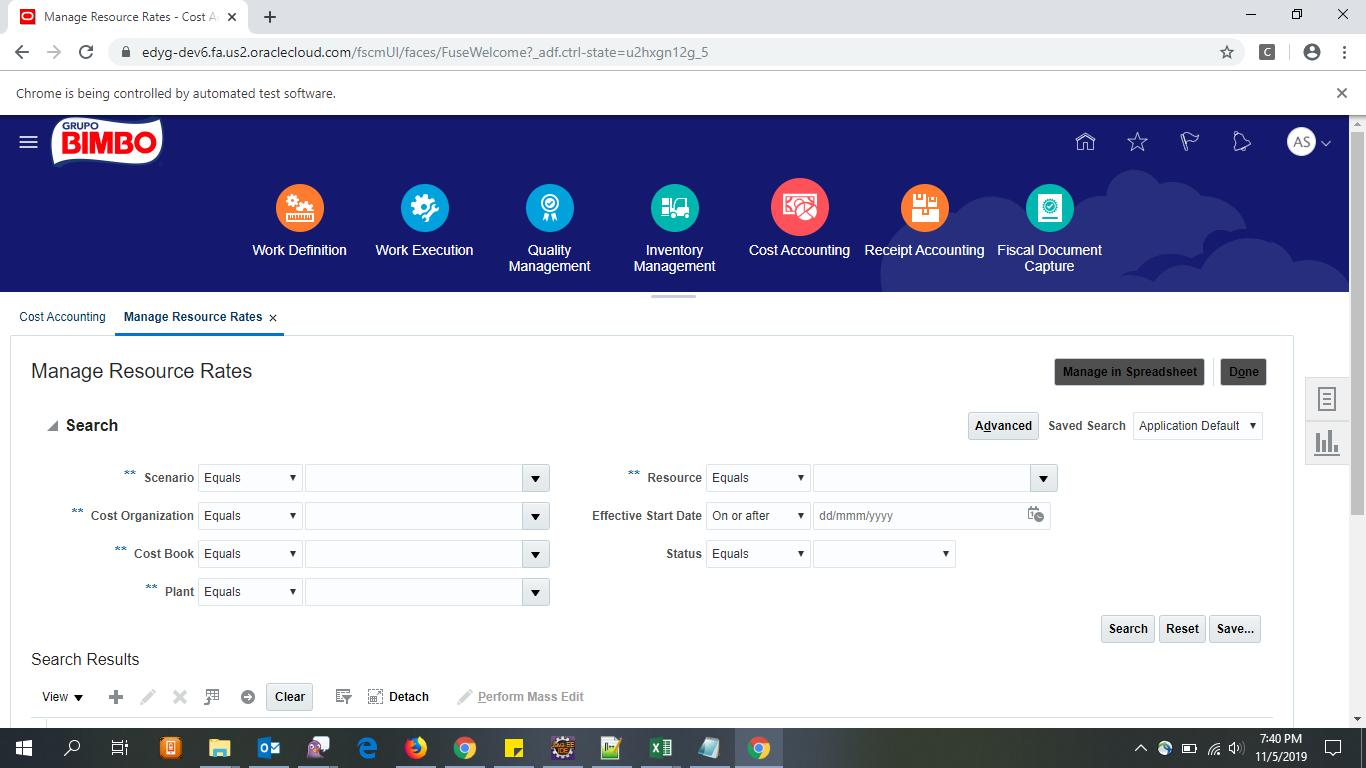 Manage Resource Rates - Cost A
edyg-dev6.fa.us2.oraclecloud.com/fscmUI/faces/FuseWelcome?_adf.ctrl-state=u2hxgn12g_5
C
Chrome is being controlled by automated test software.
GRUPO
BIMBO
AS
Work Definition
Work Execution
Quality
Management
Inventory
Management
Cost Accounting
Receipt Accounting
Fiscal Document
Capture
Cost Accounting
Manage Resource Rates
Manage Resource Rates
Manage in Spreadsheet
Done
Search
Advanced
Saved Search
Application Default
** Scenario Equals
** Resource Equals
** Cost Organization Equals
Effective Start Date On or after dd/mmm/yyyy
** Cost Book Equals
Status Equals
** Plant Equals
Search
Reset
Save...
Search Results
View
Clear
Detach
Perform Mass Edit
7:40 PM
11/5/2019